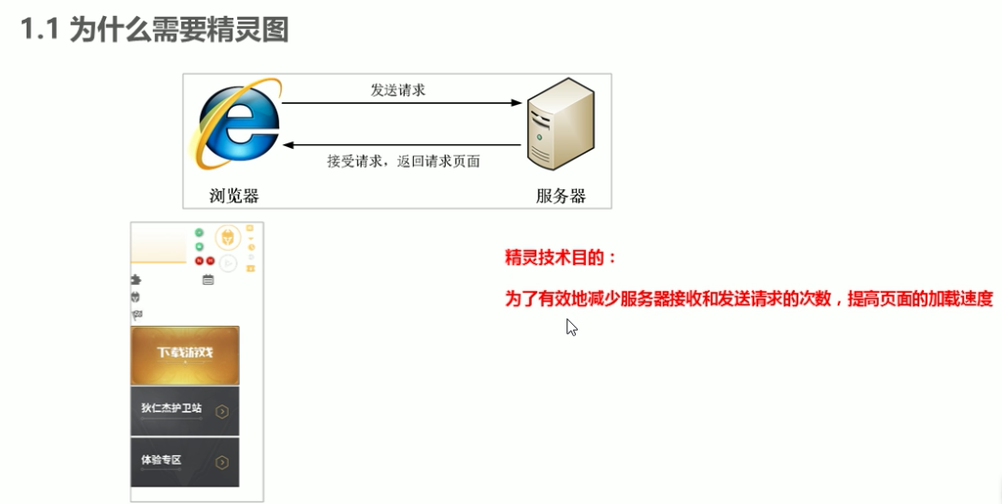 1.1 为什么需要精灵图
发送请求
接受请求，返回请求页面
浏览器
服务器
精灵技术目的：
为了有效地减少服务器接收和发送请求的次数，提高页面的加载速度
下载游戏
狄仁杰护卫站
体验专区